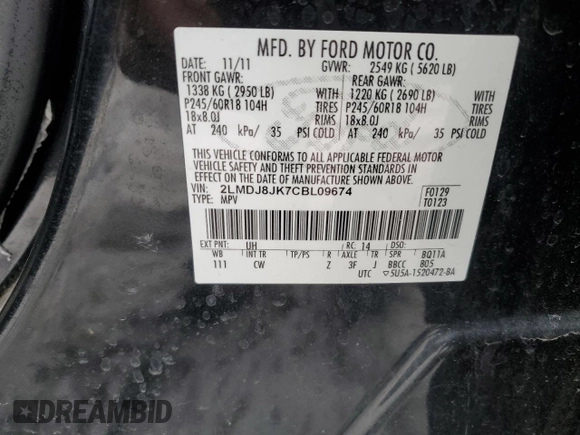 MFD. BY FORD MOTOR CO.
DATE: 11/11 GVWR: 2549 KG ( 5620 LB)
FRONT GAWR: REAR GAWR:
1338 KG ( 2950 LB) WITH 1220 KG ( 2690 LB) WITH
P245/60R18 104H TIRES P245/60R18 104H TIRES
18x8.0J RIMS 18x8.0J RIMS
AT 240 kPa/ 35 PSI COLD AT 240 kPa/ 35 PSI COLD
THIS VEHICLE CONFORMS TO ALL APPLICABLE FEDERAL MOTOR
VEHICLE SAFETY AND THEFT PREVENTION STANDARDS IN
EFFECT ON THE DATE OF MANUFACTURE SHOWN ABOVE.
VIN: 2LMDJ8JK7CBL09674 F0129
TYPE: MPV T0123
EXT PNT: UH RC: 14 DSO:
WB INT TR TP/PS R AXLE TR SPR BQ11A
111 CW Z 3F J BBCC 805
UTC ▽5U5A-1520472-BA
DREAMBID